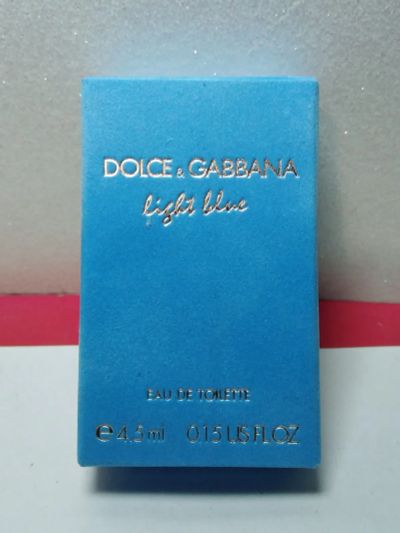 DOLCE & GABBANA
light blue
EAU DE TOILETTE
℮ 4.5 ml 0.15 US FL OZ